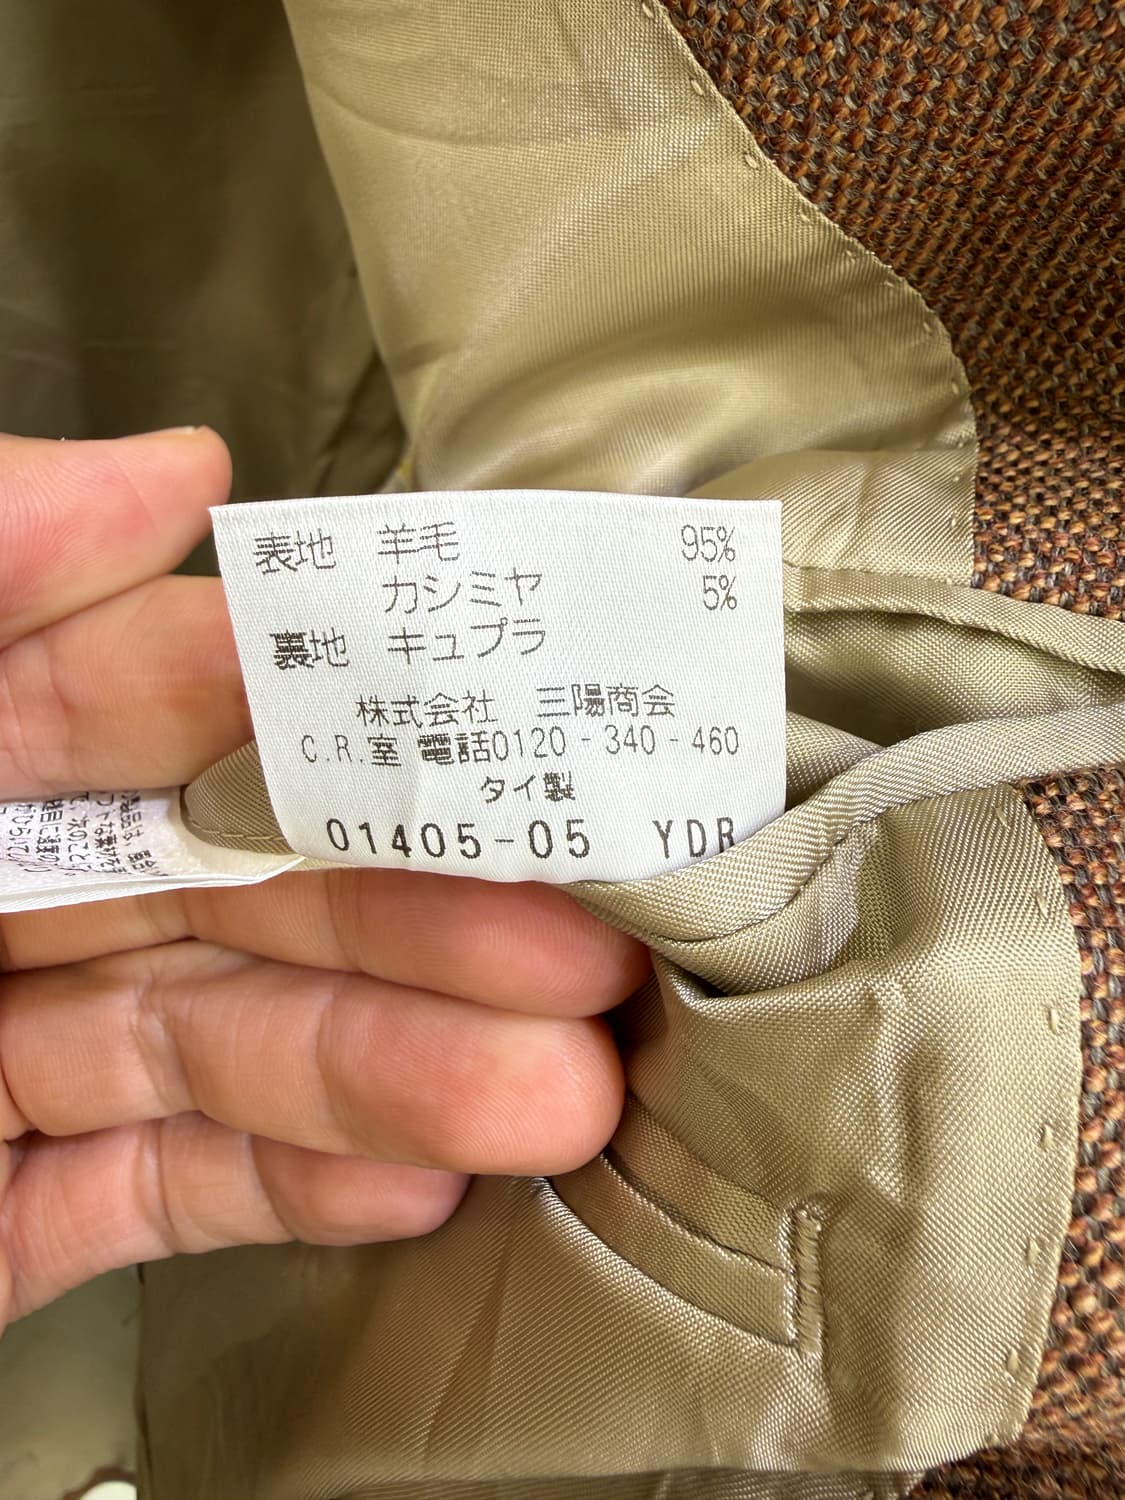 表地 羊毛 95%
カシミヤ 5%
裏地 キュプラ
株式会社 三陽商会
C.R.室 電話0120-340-460
タイ製
01405-05 YDR